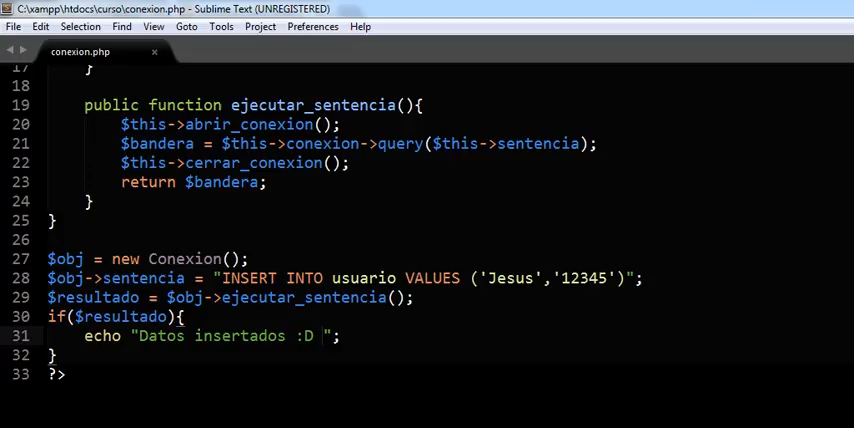 C:\xampp\htdocs\curso\conexion.php - Sublime Text (UNREGISTERED)
File Edit Selection Find View Goto Tools Project Preferences Help
conexion.php ×
17 }
18
19 public function ejecutar_sentencia(){
20 $this->abrir_conexion();
21 $bandera = $this->conexion->query($this->sentencia);
22 $this->cerrar_conexion();
23 return $bandera;
24 }
25 }
26
27 $obj = new Conexion();
28 $obj->sentencia = "INSERT INTO usuario VALUES ('Jesus','12345')";
29 $resultado = $obj->ejecutar_sentencia();
30 if($resultado){
31 echo "Datos insertados :D ";
32 }
33 ?>